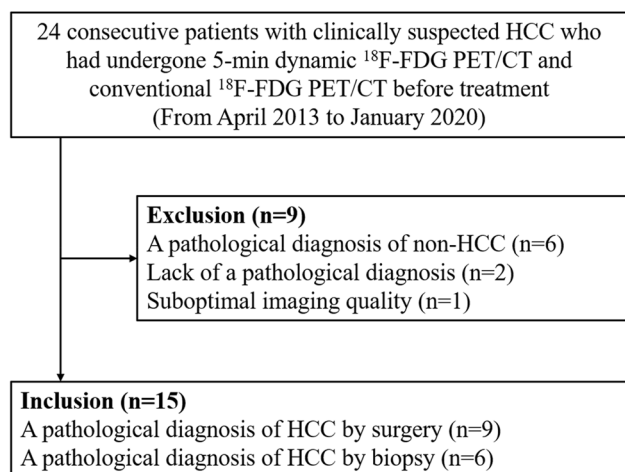 24 consecutive patients with clinically suspected HCC who
had undergone 5-min dynamic ¹⁸F-FDG PET/CT and
conventional ¹⁸F-FDG PET/CT before treatment
(From April 2013 to January 2020)
Exclusion (n=9)
A pathological diagnosis of non-HCC (n=6)
Lack of a pathological diagnosis (n=2)
Suboptimal imaging quality (n=1)
Inclusion (n=15)
A pathological diagnosis of HCC by surgery (n=9)
A pathological diagnosis of HCC by biopsy (n=6)